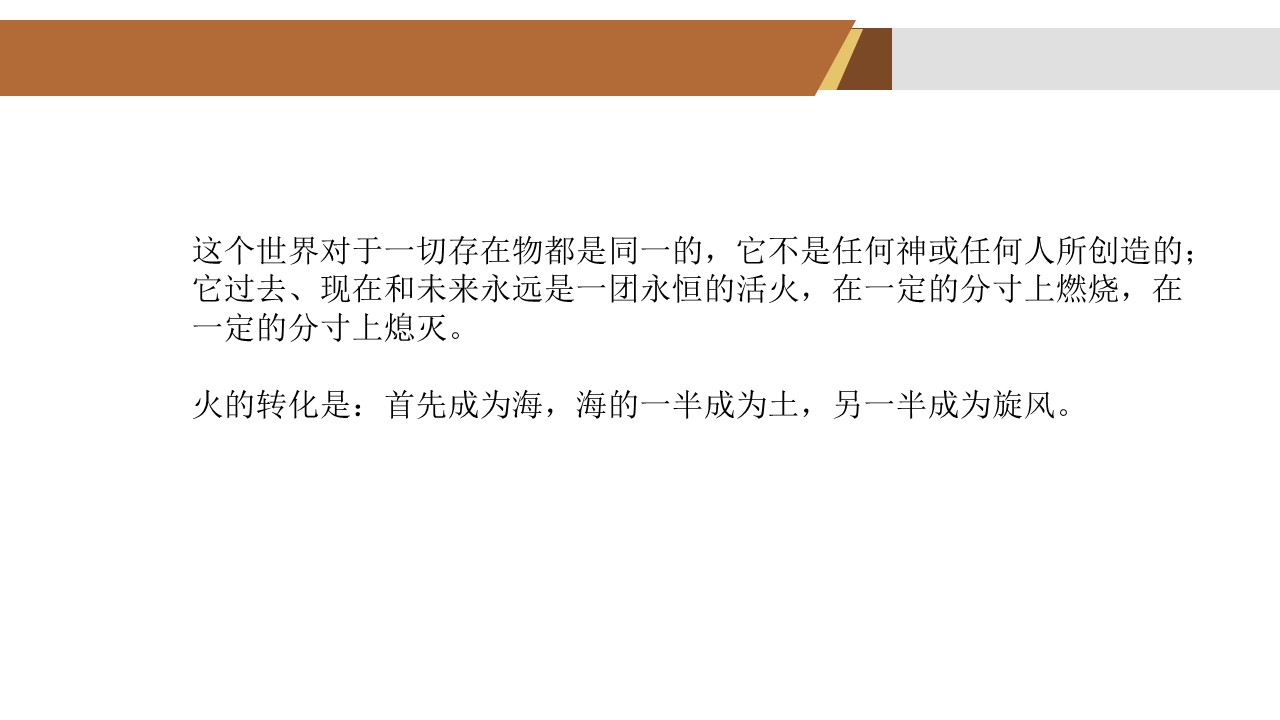 这个世界对于一切存在物都是同一的，它不是任何神或任何人所创造的；
它过去、现在和未来永远是一团永恒的活火，在一定的分寸上燃烧，在
一定的分寸上熄灭。
火的转化是：首先成为海，海的一半成为土，另一半成为旋风。